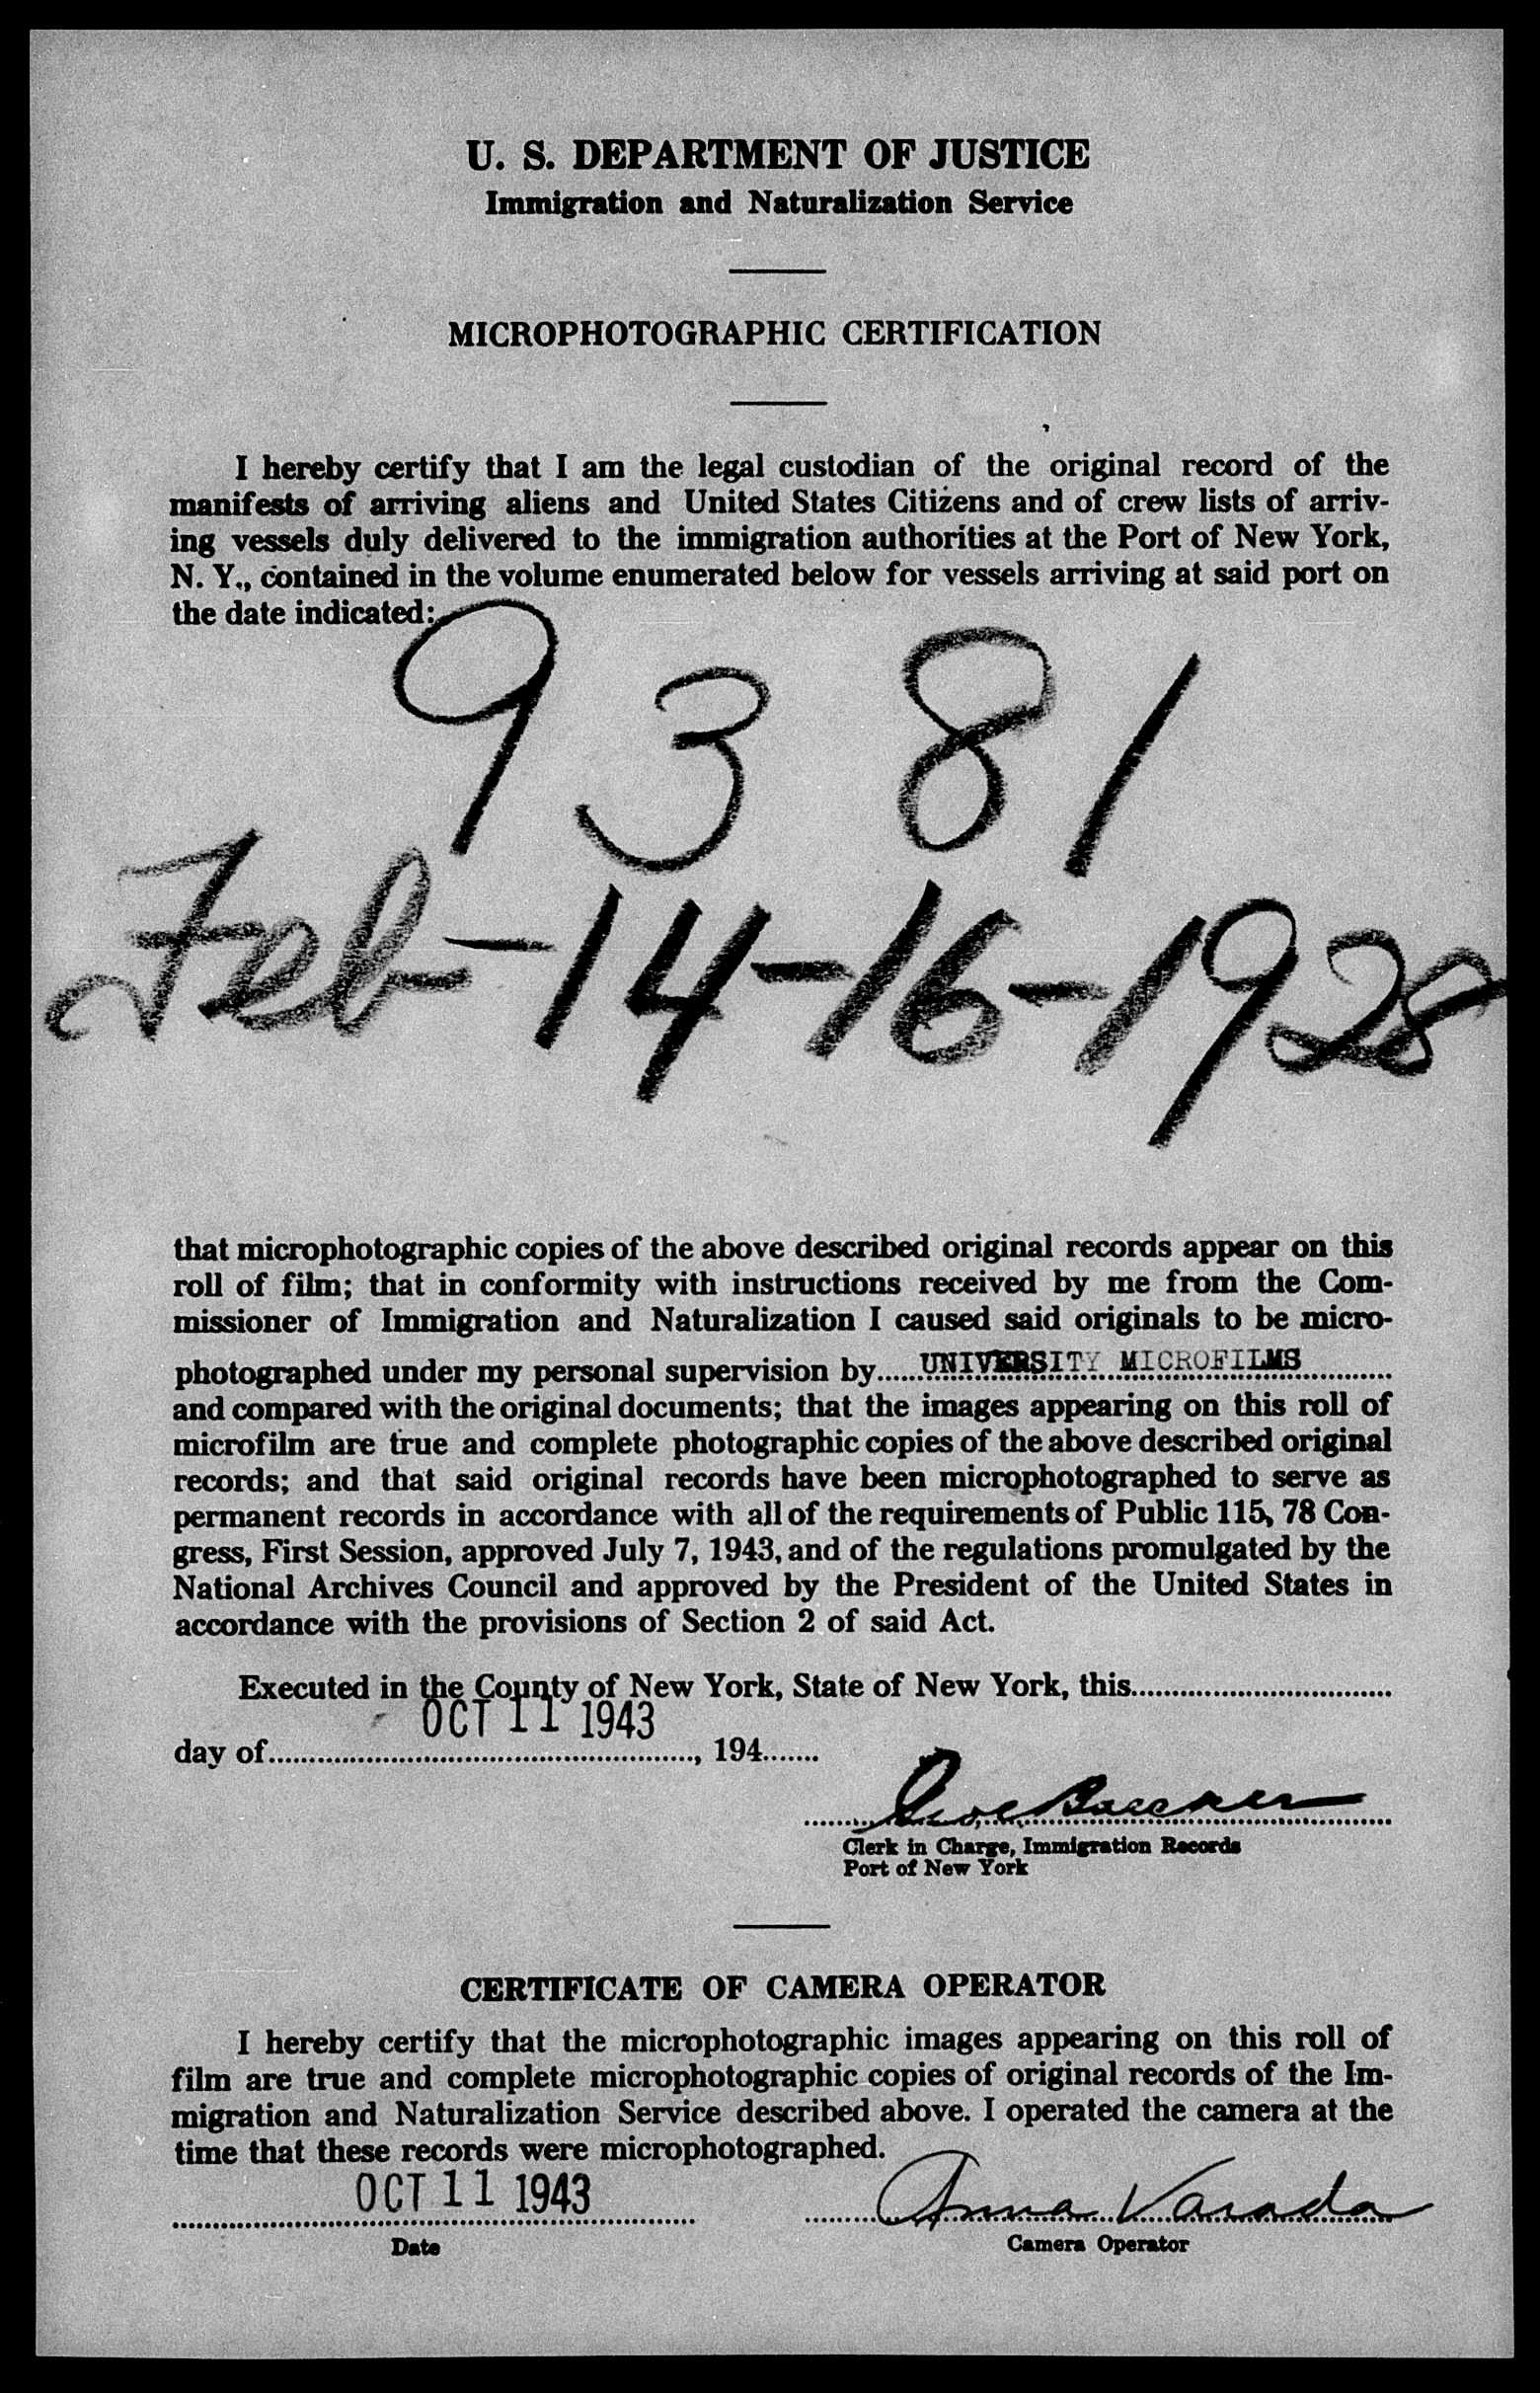 U. S. DEPARTMENT OF JUSTICE
Immigration and Naturalization Service
MICROPHOTOGRAPHIC CERTIFICATION
I hereby certify that I am the legal custodian of the original record of the
manifests of arriving aliens and United States Citizens and of crew lists of arriv-
ing vessels duly delivered to the immigration authorities at the Port of New York,
N. Y., contained in the volume enumerated below for vessels arriving at said port on
the date indicated:
9381
Feb-14-16-1928
that microphotographic copies of the above described original records appear on this
roll of film; that in conformity with instructions received by me from the Com-
missioner of Immigration and Naturalization I caused said originals to be micro-
photographed under my personal supervision by UNIVERSITY MICROFILMS
and compared with the original documents; that the images appearing on this roll of
microfilm are true and complete photographic copies of the above described original
records; and that said original records have been microphotographed to serve as
permanent records in accordance with all of the requirements of Public 115, 78 Con-
gress, First Session, approved July 7, 1943, and of the regulations promulgated by the
National Archives Council and approved by the President of the United States in
accordance with the provisions of Section 2 of said Act.
Executed in the County of New York, State of New York, this
OCT 11 1943
day of, 194
Clerk in Charge, Immigration Records
Port of New York
CERTIFICATE OF CAMERA OPERATOR
I hereby certify that the microphotographic images appearing on this roll of
film are true and complete microphotographic copies of original records of the Im-
migration and Naturalization Service described above. I operated the camera at the
time that these records were microphotographed.
OCT 11 1943 Anna Varada
Date Camera Operator